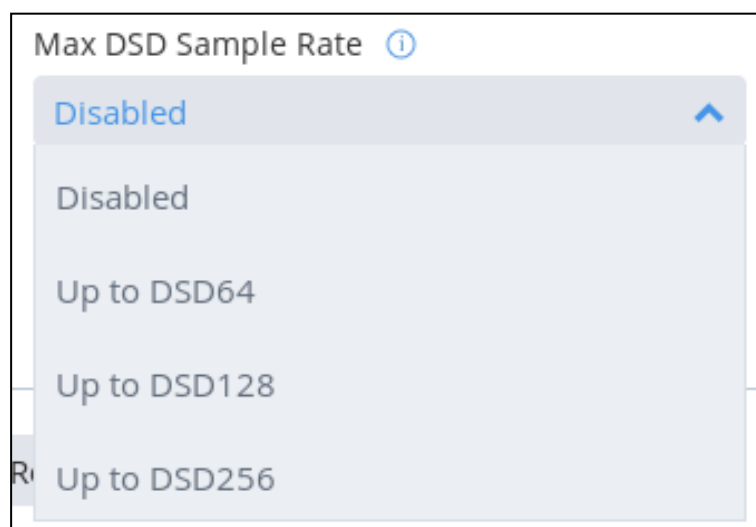 Max DSD Sample Rate
Disabled
Disabled
Up to DSD64
Up to DSD128
Up to DSD256